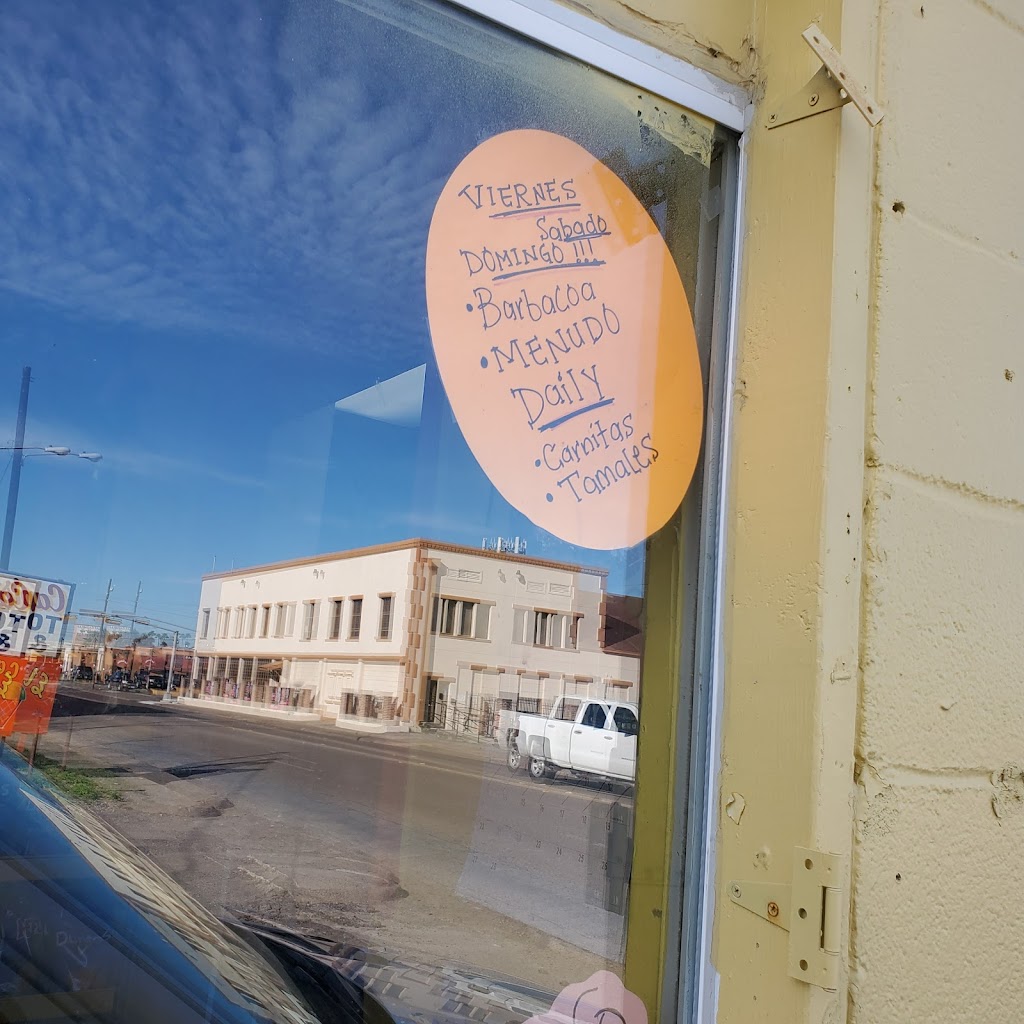 VIERNES
Sabado
DOMINGO !!!
• Barbacoa
• MENUDO
Daily
• Carnitas
• Tamales